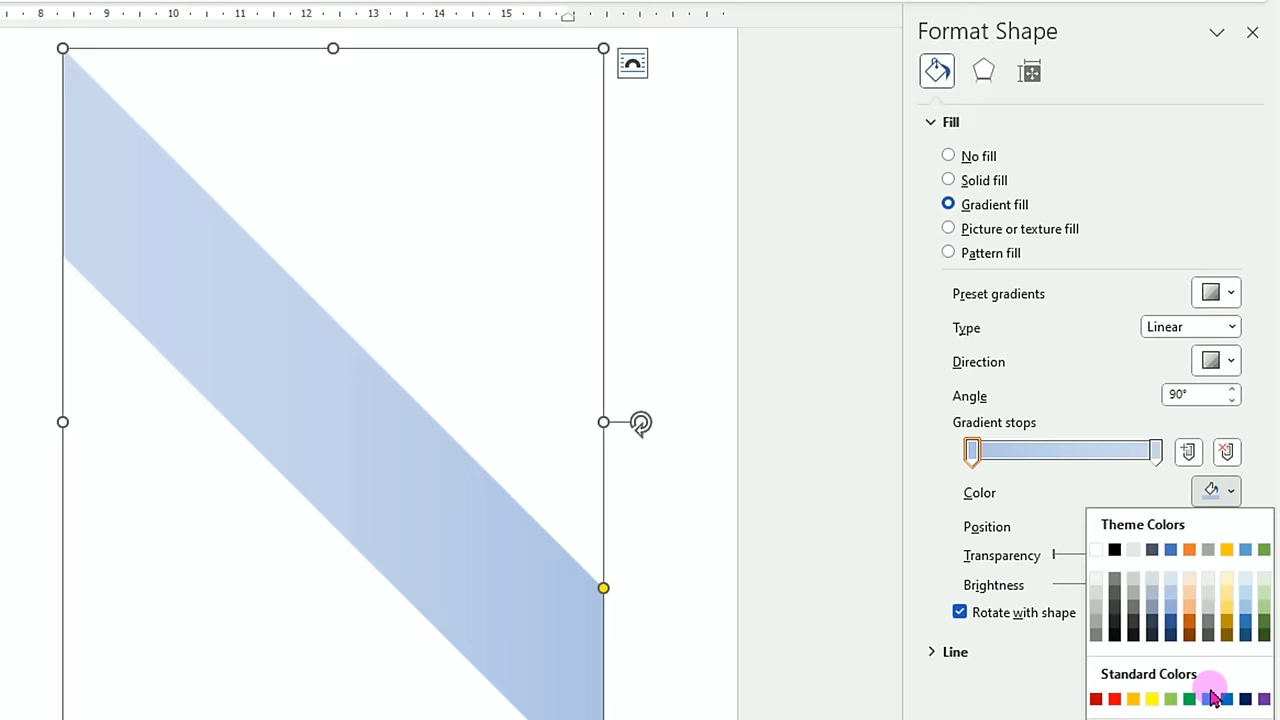 8 9 10 11 12 13 14 15
Format Shape
Fill
No fill
Solid fill
Gradient fill
Picture or texture fill
Pattern fill
Preset gradients
Type Linear
Direction
Angle 90°
Gradient stops
Color
Theme Colors
Position
Transparency
Brightness
Rotate with shape
Line
Standard Colors